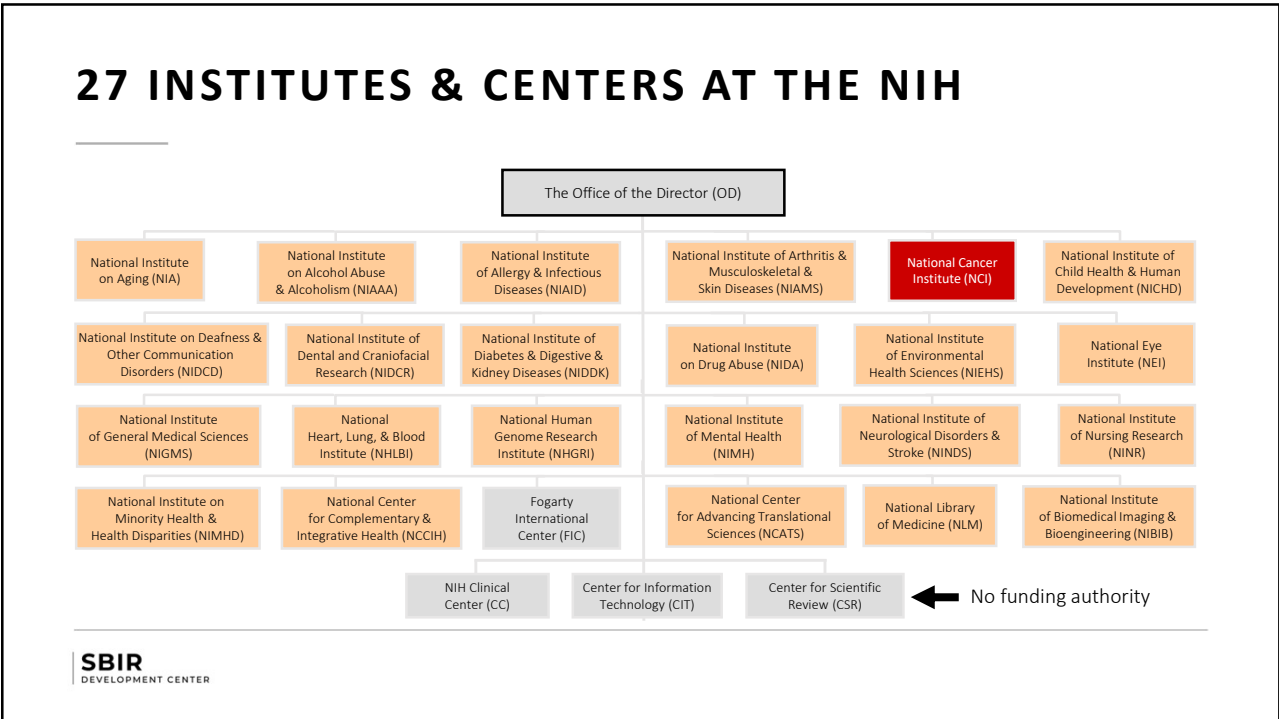 27 INSTITUTES & CENTERS AT THE NIH
The Office of the Director (OD)
National Institute
on Aging (NIA)
National Institute
on Alcohol Abuse
& Alcoholism (NIAAA)
National Institute
of Allergy & Infectious
Diseases (NIAID)
National Institute of Arthritis &
Musculoskeletal &
Skin Diseases (NIAMS)
National Cancer
Institute (NCI)
National Institute of
Child Health & Human
Development (NICHD)
National Institute on Deafness &
Other Communication
Disorders (NIDCD)
National Institute of
Dental and Craniofacial
Research (NIDCR)
National Institute of
Diabetes & Digestive &
Kidney Diseases (NIDDK)
National Institute
on Drug Abuse (NIDA)
National Institute
of Environmental
Health Sciences (NIEHS)
National Eye
Institute (NEI)
National Institute
of General Medical Sciences
(NIGMS)
National
Heart, Lung, & Blood
Institute (NHLBI)
National Human
Genome Research
Institute (NHGRI)
National Institute
of Mental Health
(NIMH)
National Institute of
Neurological Disorders &
Stroke (NINDS)
National Institute
of Nursing Research
(NINR)
National Institute on
Minority Health &
Health Disparities (NIMHD)
National Center
for Complementary &
Integrative Health (NCCIH)
Fogarty
International
Center (FIC)
National Center
for Advancing Translational
Sciences (NCATS)
National Library
of Medicine (NLM)
National Institute
of Biomedical Imaging &
Bioengineering (NIBIB)
NIH Clinical
Center (CC)
Center for Information
Technology (CIT)
Center for Scientific
Review (CSR)
No funding authority
SBIR
DEVELOPMENT CENTER